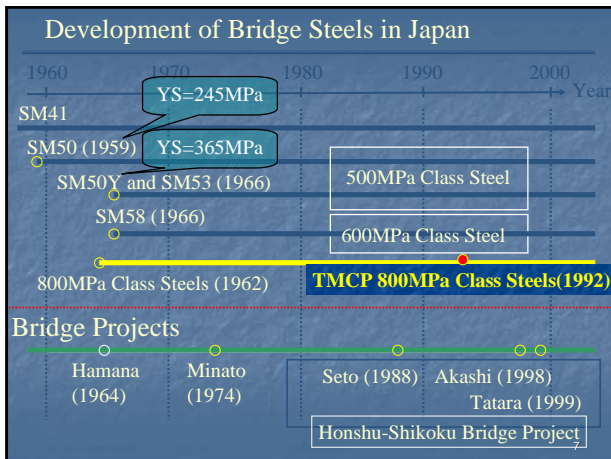 Development of Bridge Steels in Japan
1960 1970 1980 1990 2000
Year
YS=245MPa
SM41
SM50 (1959)
YS=365MPa
SM50Y and SM53 (1966)
500MPa Class Steel
SM58 (1966)
600MPa Class Steel
800MPa Class Steels (1962)
TMCP 800MPa Class Steels(1992)
Bridge Projects
Hamana
(1964)
Minato
(1974)
Seto (1988)
Akashi (1998)
Tatara (1999)
Honshu-Shikoku Bridge Project
7